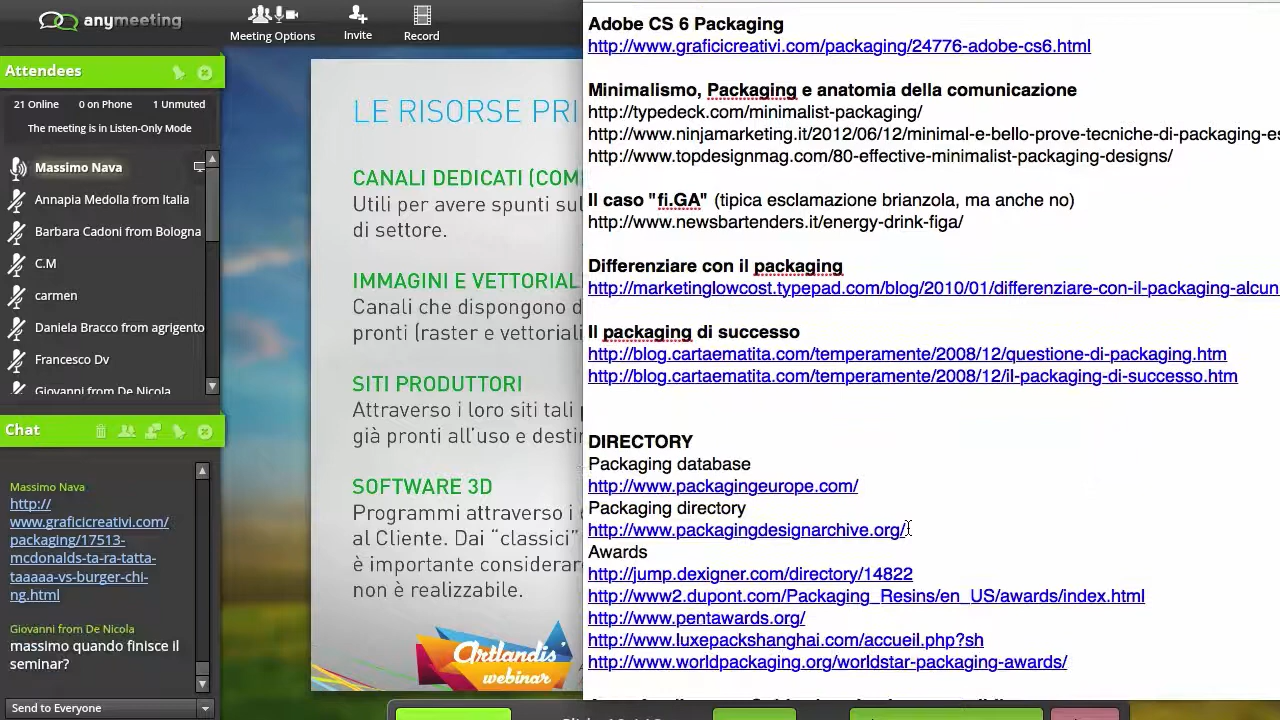 anymeeting
Meeting Options
Invite
Record
Attendees
21 Online
0 on Phone
1 Unmuted
The meeting is in Listen-Only Mode
Massimo Nava
Annapia Medolla from Italia
Barbara Cadoni from Bologna
C.M
carmen
Daniela Bracco from agrigento
Francesco Dv
Giovanni from De Nicola
Chat
Massimo Nava
http://
www.graficicreativi.com/
packaging/17513-
mcdonalds-ta-ra-tatta-
taaaaa-vs-burger-chi-
ng.html
Giovanni from De Nicola
massimo quando finisce il
seminar?
Send to Everyone
LE RISORSE PRI
CANALI DEDICATI (COM
Utili per avere spunti sul
di settore.
IMMAGINI E VETTORIAL
Canali che dispongono d
pronti (raster e vettoriali
SITI PRODUTTORI
Attraverso i loro siti tali
già pronti all'uso e destin
SOFTWARE 3D
Programmi attraverso i
al Cliente. Dai "classici"
è importante considerar
non è realizzabile.
Artlandis'
webinar
Adobe CS 6 Packaging
http://www.graficicreativi.com/packaging/24776-adobe-cs6.html
Minimalismo, Packaging e anatomia della comunicazione
http://typedeck.com/minimalist-packaging/
http://www.ninjamarketing.it/2012/06/12/minimal-e-bello-prove-tecniche-di-packaging-es
http://www.topdesignmag.com/80-effective-minimalist-packaging-designs/
Il caso "fi.GA" (tipica esclamazione brianzola, ma anche no)
http://www.newsbartenders.it/energy-drink-figa/
Differenziare con il packaging
http://marketinglowcost.typepad.com/blog/2010/01/differenziare-con-il-packaging-alcun
Il packaging di successo
http://blog.cartaematita.com/temperamente/2008/12/questione-di-packaging.htm
http://blog.cartaematita.com/temperamente/2008/12/il-packaging-di-successo.htm
DIRECTORY
Packaging database
http://www.packagingeurope.com/
Packaging directory
http://www.packagingdesignarchive.org/
Awards
http://jump.dexigner.com/directory/14822
http://www2.dupont.com/Packaging_Resins/en_US/awards/index.html
http://www.pentawards.org/
http://www.luxepackshanghai.com/accueil.php?sh
http://www.worldpackaging.org/worldstar-packaging-awards/